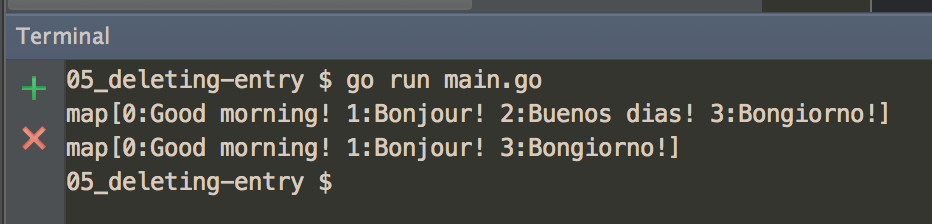 Terminal
05_deleting-entry $ go run main.go
map[0:Good morning! 1:Bonjour! 2:Buenos dias! 3:Bongiorno!]
map[0:Good morning! 1:Bonjour! 3:Bongiorno!]
05_deleting-entry $